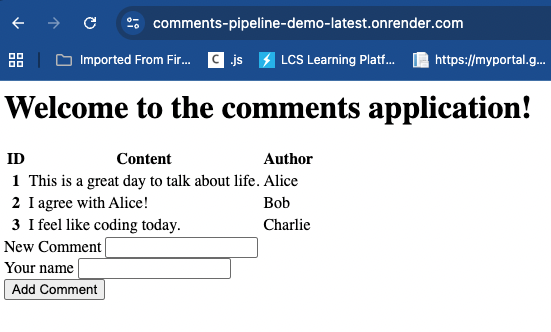 comments-pipeline-demo-latest.onrender.com
Imported From Fir... C .js LCS Learning Platf... https://myportal.g...
Welcome to the comments application!
ID Content Author
1 This is a great day to talk about life. Alice
2 I agree with Alice! Bob
3 I feel like coding today. Charlie
New Comment
Your name
Add Comment